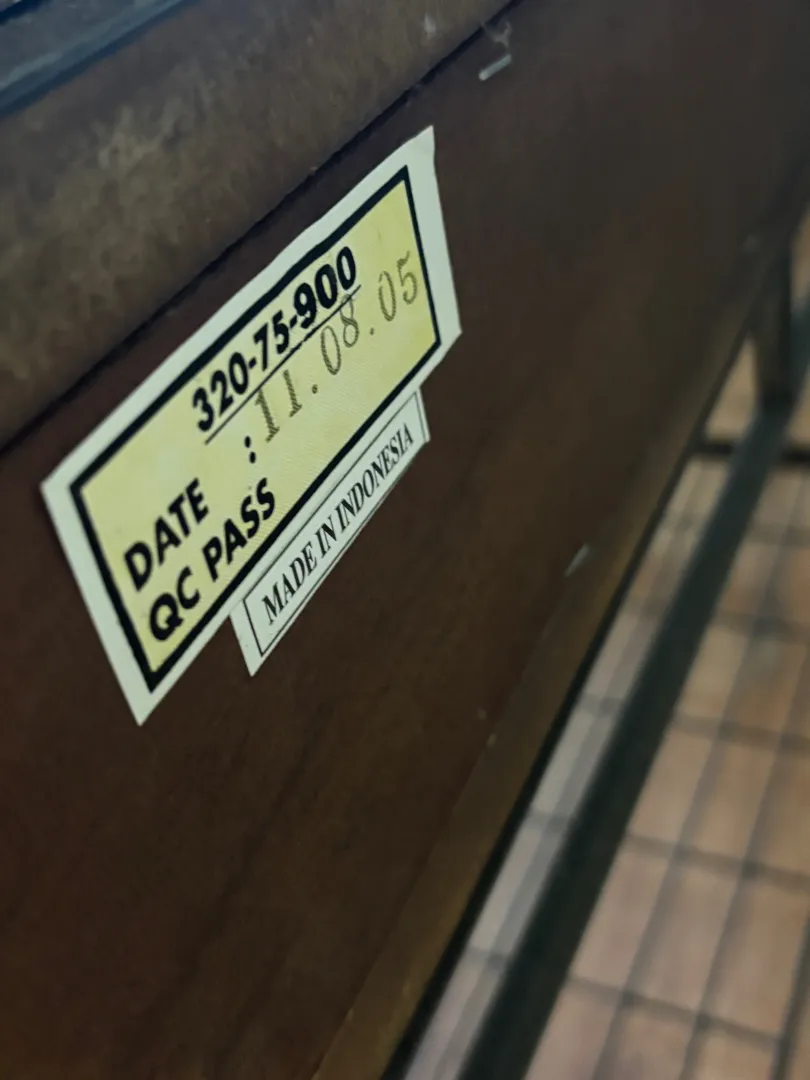 320-75-900
DATE : 11.08.05
QC PASS
MADE IN INDONESIA